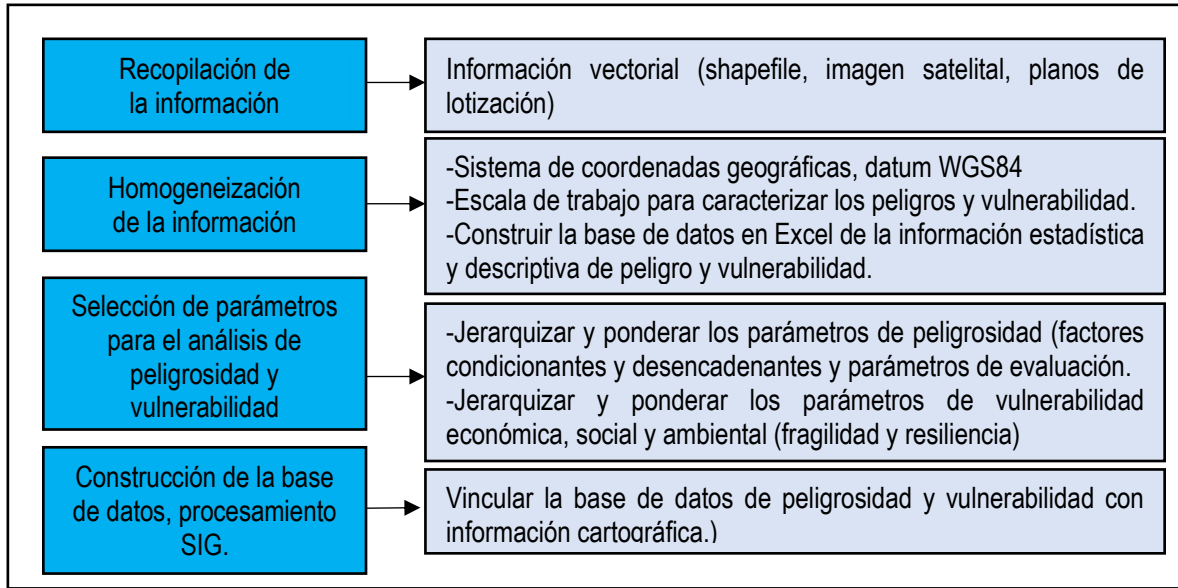 Recopilación de
la información
Información vectorial (shapefile, imagen satelital, planos de
lotización)
Homogeneización
de la información
-Sistema de coordenadas geográficas, datum WGS84
-Escala de trabajo para caracterizar los peligros y vulnerabilidad.
-Construir la base de datos en Excel de la información estadística
y descriptiva de peligro y vulnerabilidad.
Selección de parámetros
para el análisis de
peligrosidad y
vulnerabilidad
-Jerarquizar y ponderar los parámetros de peligrosidad (factores
condicionantes y desencadenantes y parámetros de evaluación.
-Jerarquizar y ponderar los parámetros de vulnerabilidad
económica, social y ambiental (fragilidad y resiliencia)
Construcción de la base
de datos, procesamiento
SIG.
Vincular la base de datos de peligrosidad y vulnerabilidad con
información cartográfica.)